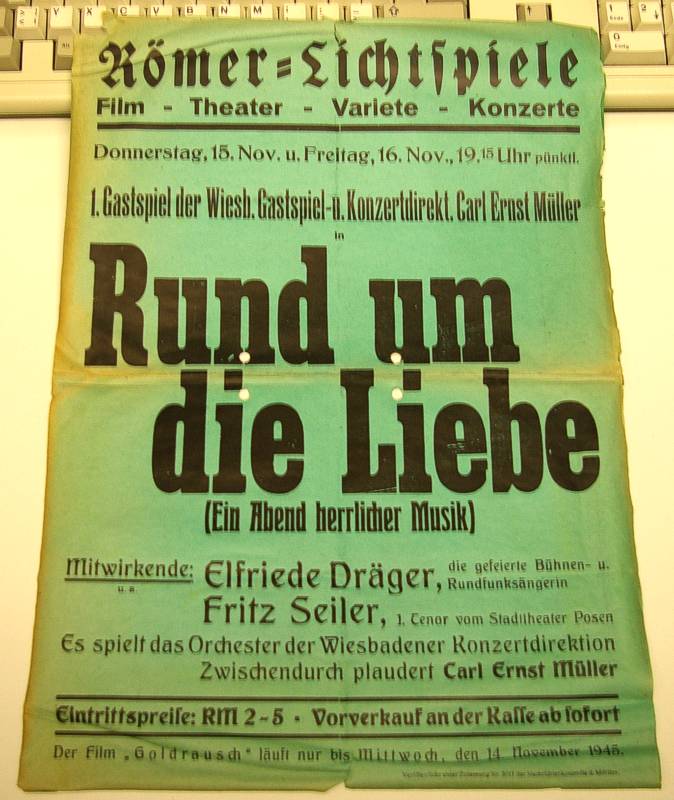 Römer-Lichtspiele
Film - Theater - Variete - Konzerte
Donnerstag, 15. Nov. u. Freitag, 16. Nov., 19.15 Uhr pünktl.
1. Gastspiel der Wiesb. Gastspiel- u. Konzertdirekt. Carl Ernst Müller
in
Rund um
die Liebe
(Ein Abend herrlicher Musik)
Mitwirkende: Elfriede Dräger, die gefeierte Bühnen- u. Rundfunksängerin
u. a.
Fritz Seiler, 1. Tenor vom Stadttheater Posen
Es spielt das Orchester der Wiesbadener Konzertdirektion
Zwischendurch plaudert Carl Ernst Müller
Eintrittspreise: RM 2-5 · Vorverkauf an der Kasse ab sofort
Der Film „Goldrausch" läuft nur bis Mittwoch, den 14. November 1945.